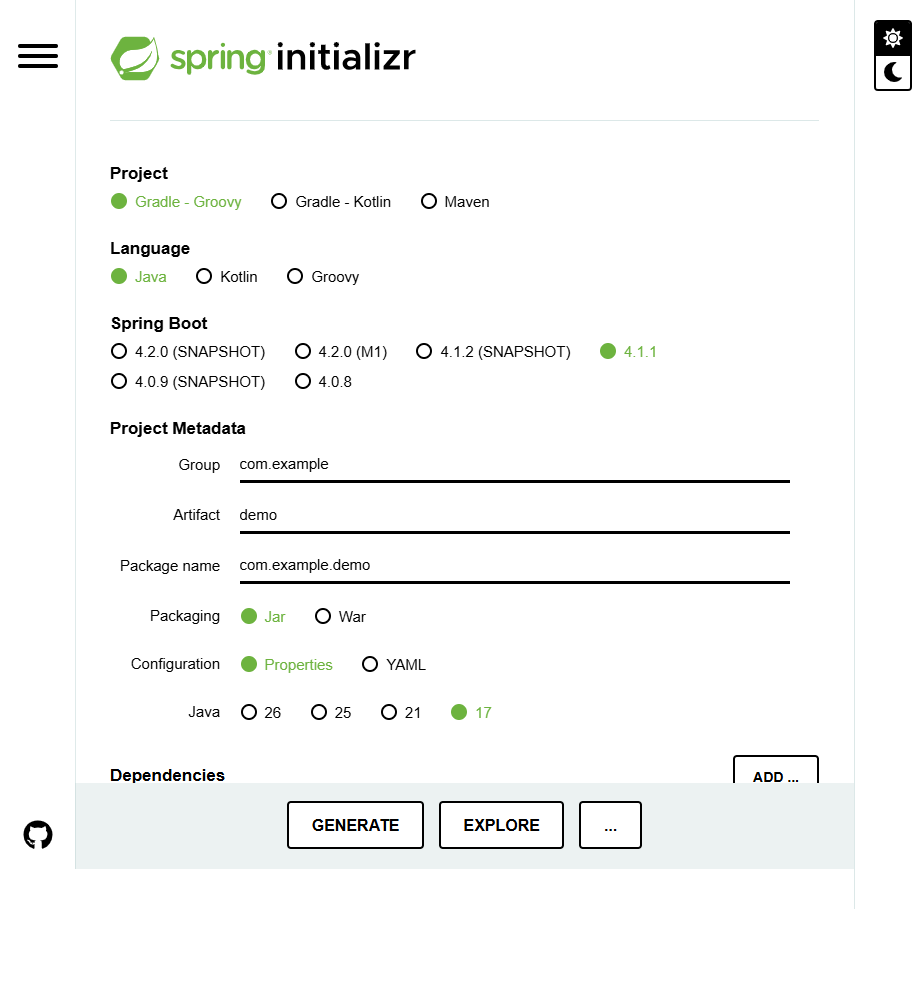 spring initializr
Project
Gradle - Groovy Gradle - Kotlin Maven
Language
Java Kotlin Groovy
Spring Boot
4.2.0 (SNAPSHOT) 4.2.0 (M1) 4.1.2 (SNAPSHOT) 4.1.1
4.0.9 (SNAPSHOT) 4.0.8
Project Metadata
Group com.example
Artifact demo
Package name com.example.demo
Packaging Jar War
Configuration Properties YAML
Java 26 25 21 17
Dependencies ADD ...
GENERATE EXPLORE ...